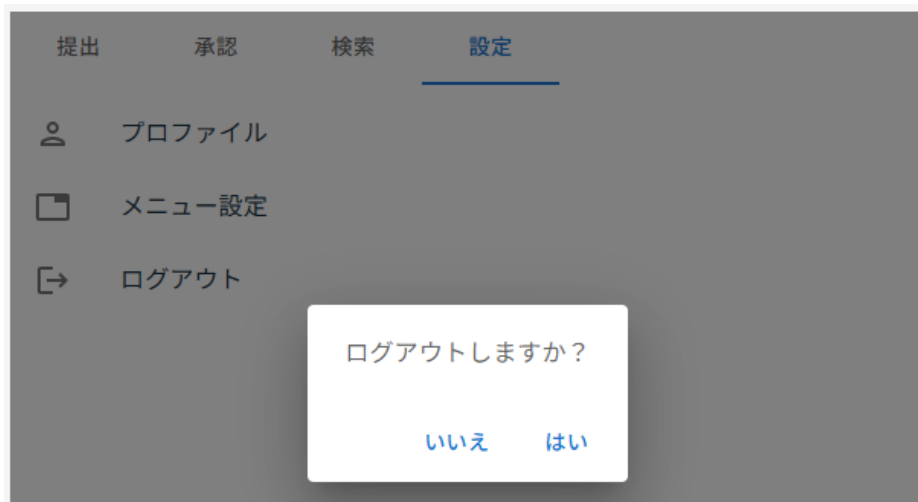 提出 承認 検索 設定
プロファイル
メニュー設定
ログアウト
ログアウトしますか？
いいえ はい